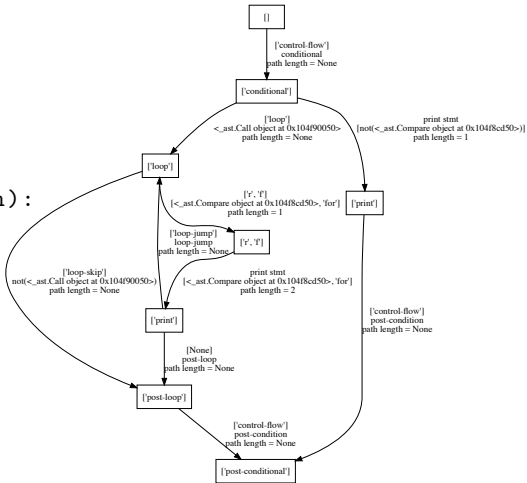 []
['control-flow']
conditional
path length = None
['conditional']
['loop']
<_ast.Call object at 0x104f90050>
path length = None
print stmt
[not(<_ast.Compare object at 0x104f8cd50>)]
path length = 1
['loop']
n):
['r', 'f']
[<_ast.Compare object at 0x104f8cd50>, 'for']
path length = 1
['print']
['loop-jump']
loop-jump
path length = None
['r', 'f']
['loop-skip']
not(<_ast.Call object at 0x104f90050>)
path length = None
print stmt
[<_ast.Compare object at 0x104f8cd50>, 'for']
path length = 2
['print']
['control-flow']
post-condition
path length = None
[None]
post-loop
path length = None
['post-loop']
['control-flow']
post-condition
path length = None
['post-conditional']